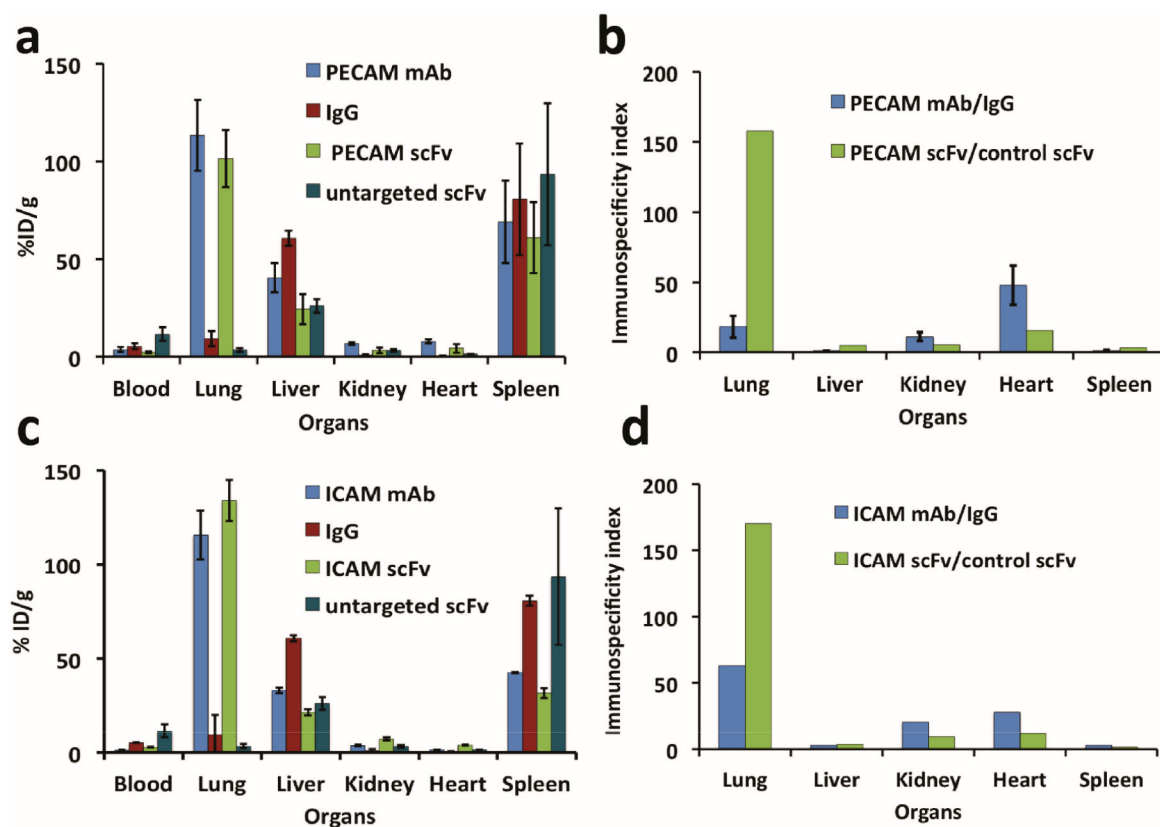 a
150
100
50
0
%ID/g
PECAM mAb
IgG
PECAM scFv
untargeted scFv
Blood Lung Liver Kidney Heart Spleen
Organs
b
200
150
100
50
0
Immunospecificity index
PECAM mAb/IgG
PECAM scFv/control scFv
Lung Liver Kidney Heart Spleen
Organs
c
150
100
50
0
% ID/g
ICAM mAb
IgG
ICAM scFv
untargeted scFv
Blood Lung Liver Kidney Heart Spleen
Organs
d
200
150
100
50
0
Immunospecificity index
ICAM mAb/IgG
ICAM scFv/control scFv
Lung Liver Kidney Heart Spleen
Organs